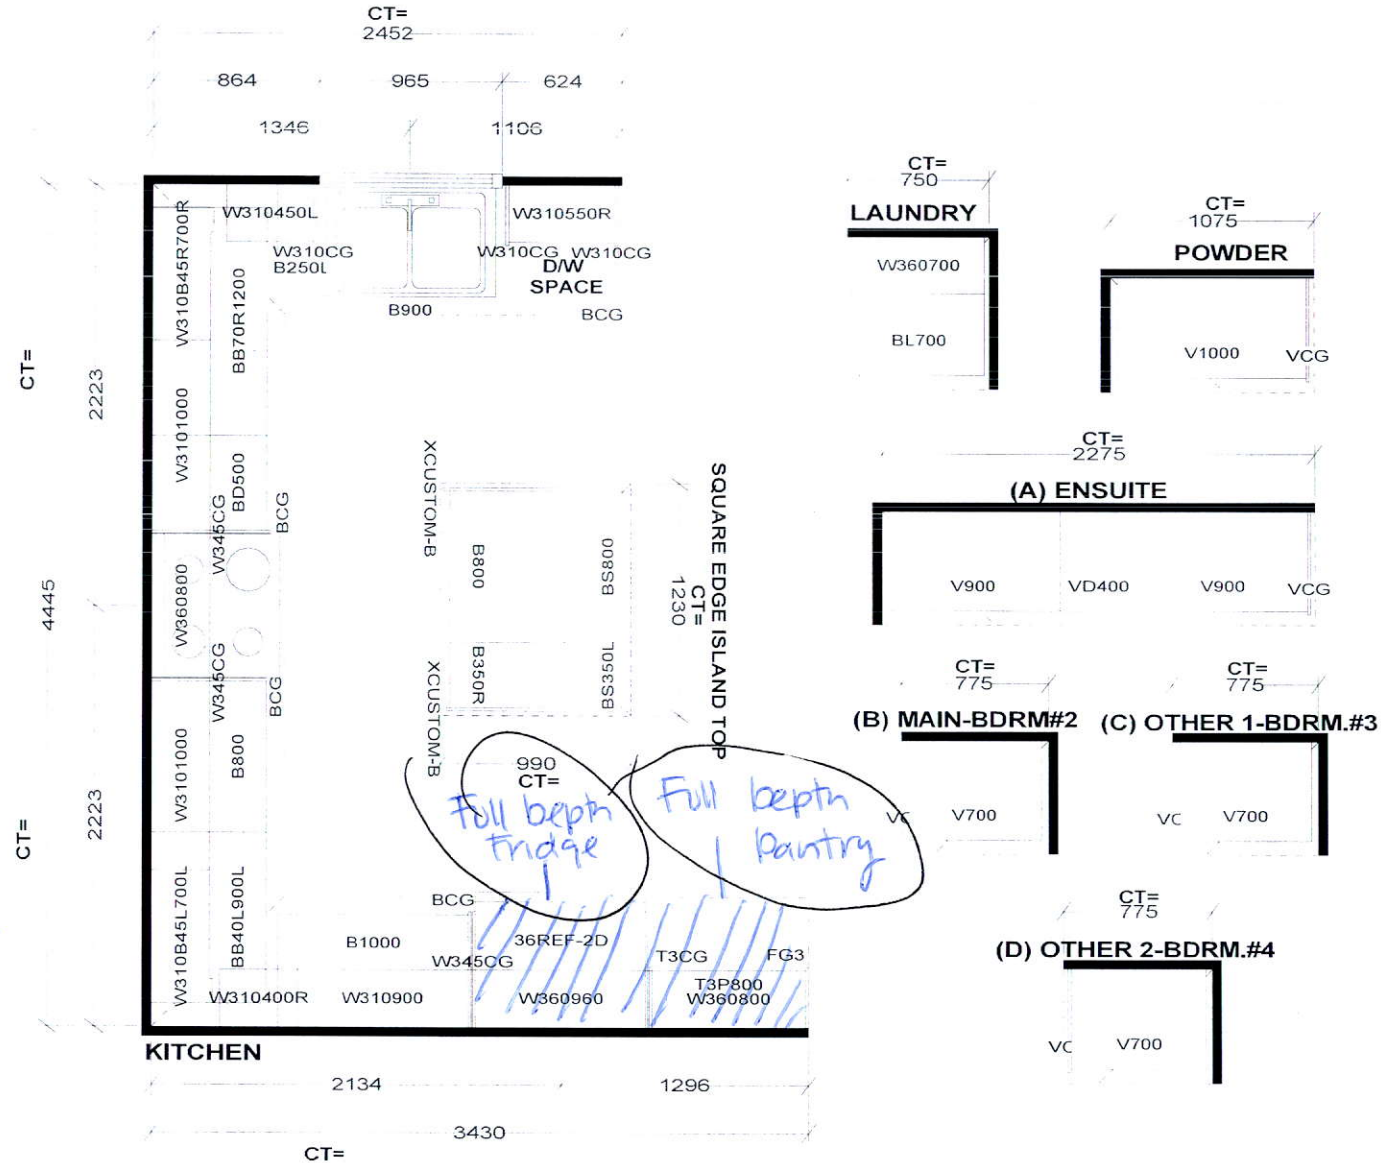 CT=
2452
864
965
624
1346
1106
W310450L
W310550R
W310CG
B250L
W310CG
W310CG
D/W
SPACE
B900
BCG
W310B45R700R
BB70R1200
W3101000
BD500
W345CG
BCG
CT=
2223
4445
W360800
W345CG
BCG
CT=
2223
W3101000
B800
W310B45L700L
BB40L900L
XCUSTOM-B
B800
BS800
B350R
BS350L
XCUSTOM-B
CT=
1230
SQUARE EDGE ISLAND TOP
990
CT=
Full Depth
Fridge
Full Depth
Pantry
BCG
B1000
W345CG
36REF-2D
T3CG
FG3
T3P800
W310400R
W310900
W360960
W360800
KITCHEN
2134
1296
3430
CT=
CT=
750
LAUNDRY
W360700
BL700
CT=
1075
POWDER
V1000
VCG
CT=
2275
(A) ENSUITE
V900
VD400
V900
VCG
CT=
775
(B) MAIN-BDRM#2
VC
V700
CT=
775
(C) OTHER 1-BDRM.#3
VC
V700
CT=
775
(D) OTHER 2-BDRM.#4
VC
V700